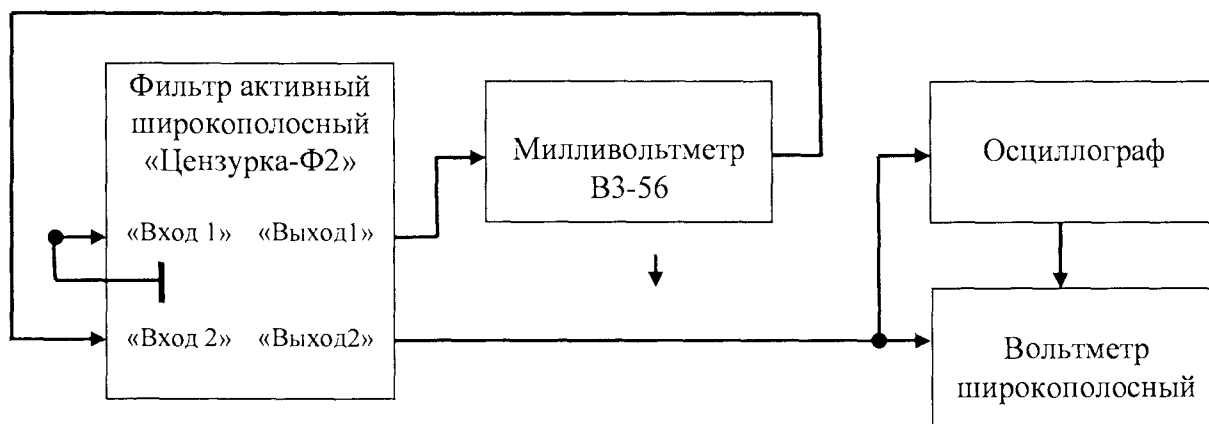 Фильтр активный
широкополосный
«Цензурка-Ф2»
«Вход 1» «Выход1»
«Вход 2» «Выход2»
Милливольтметр
В3-56
Осциллограф
Вольтметр
широкополосный